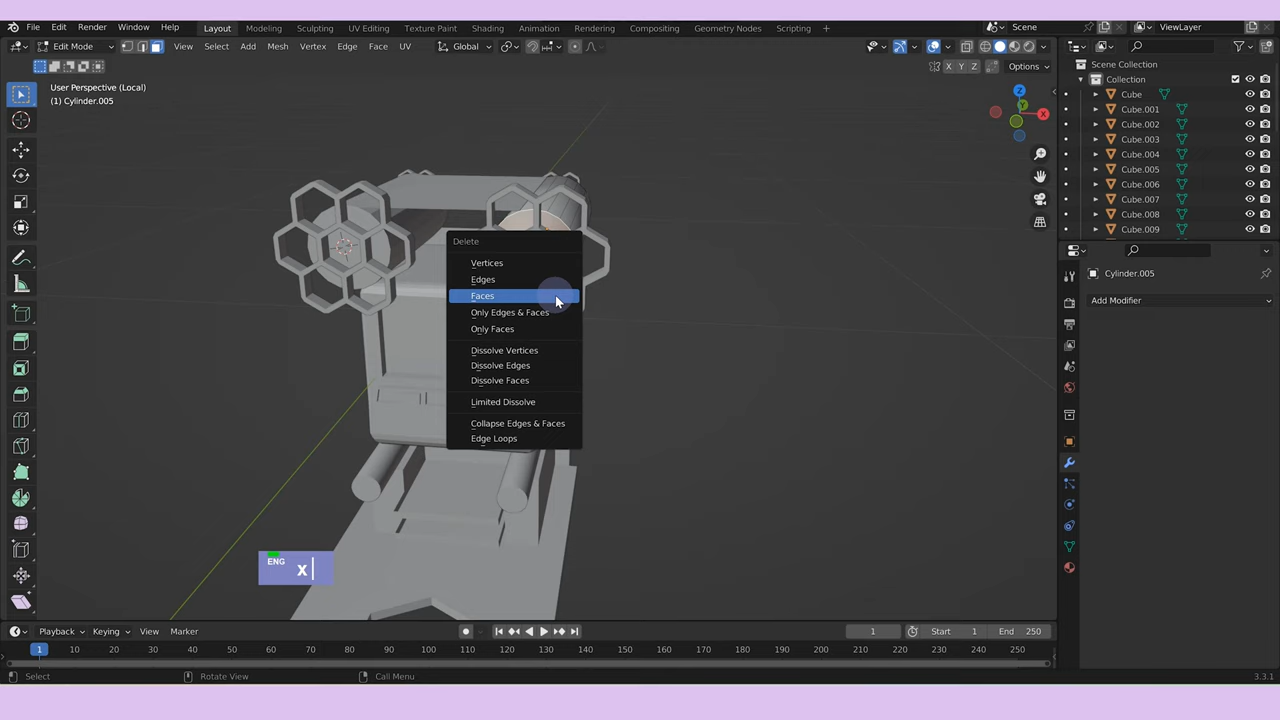 File Edit Render Window Help Layout Modeling Sculpting UV Editing Texture Paint Shading Animation Rendering Compositing Geometry Nodes Scripting + Scene ViewLayer
Edit Mode View Select Add Mesh Vertex Edge Face UV Global
X Y Z Options
User Perspective (Local)
(1) Cylinder.005
Z
Y
X
Delete
Vertices
Edges
Faces
Only Edges & Faces
Only Faces
Dissolve Vertices
Dissolve Edges
Dissolve Faces
Limited Dissolve
Collapse Edges & Faces
Edge Loops
ENG
x
Scene Collection
Collection
Cube
Cube.001
Cube.002
Cube.003
Cube.004
Cube.005
Cube.006
Cube.007
Cube.008
Cube.009
Cylinder.005
Add Modifier
Playback Keying View Marker 1 Start 1 End 250
1 10 20 30 40 50 60 70 80 90 100 110 120 130 140 150 160 170 180 190 200 210 220 230 240 250
Select Rotate View Call Menu 3.3.1